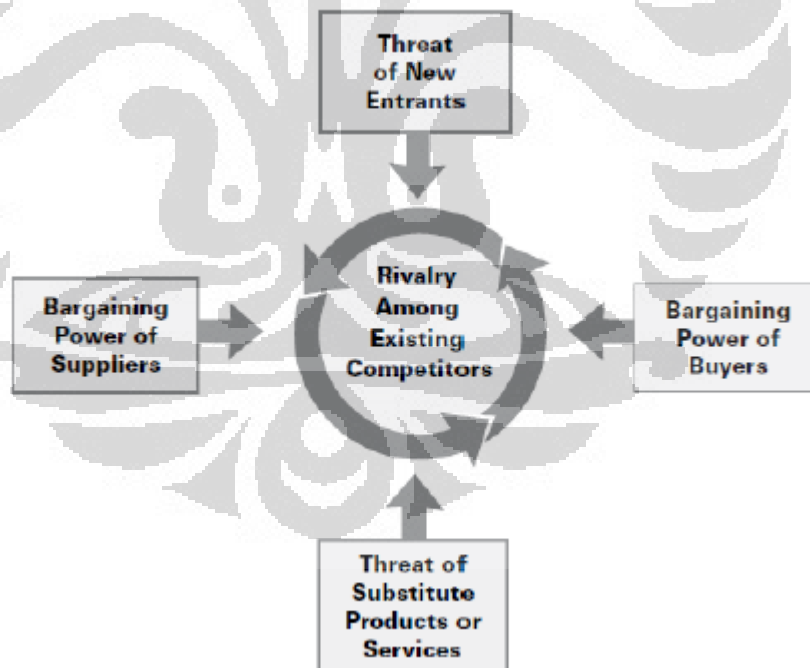 Threat
of New
Entrants
Bargaining
Power of
Suppliers
Rivalry
Among
Existing
Competitors
Bargaining
Power of
Buyers
Threat of
Substitute
Products or
Services